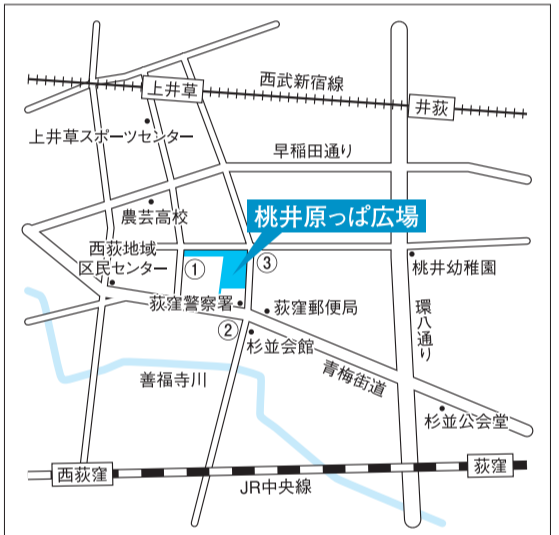 西武新宿線
上井草
井荻
上井草スポーツセンター
早稲田通り
農芸高校
桃井原っぱ広場
西荻地域
区民センター
①
③
桃井幼稚園
荻窪警察署
荻窪郵便局
②
杉並会館
環八通り
善福寺川
青梅街道
杉並公会堂
西荻窪
荻窪
JR中央線